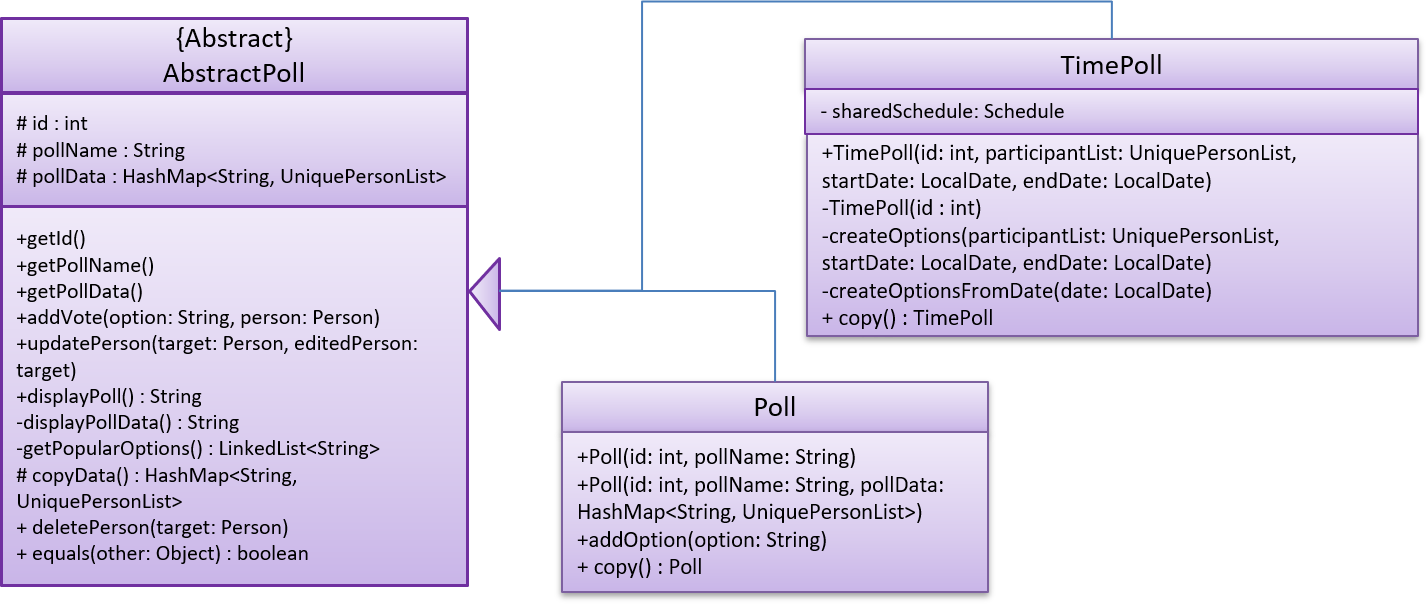 {Abstract}
AbstractPoll
# id : int
# pollName : String
# pollData : HashMap<String, UniquePersonList>
+getId()
+getPollName()
+getPollData()
+addVote(option: String, person: Person)
+updatePerson(target: Person, editedPerson:
target)
+displayPoll() : String
-displayPollData() : String
-getPopularOptions() : LinkedList<String>
# copyData() : HashMap<String,
UniquePersonList>
+ deletePerson(target: Person)
+ equals(other: Object) : boolean
TimePoll
- sharedSchedule: Schedule
+TimePoll(id: int, participantList: UniquePersonList,
startDate: LocalDate, endDate: LocalDate)
-TimePoll(id : int)
-createOptions(participantList: UniquePersonList,
startDate: LocalDate, endDate: LocalDate)
-createOptionsFromDate(date: LocalDate)
+ copy() : TimePoll
Poll
+Poll(id: int, pollName: String)
+Poll(id: int, pollName: String, pollData:
HashMap<String, UniquePersonList>)
+addOption(option: String)
+ copy() : Poll